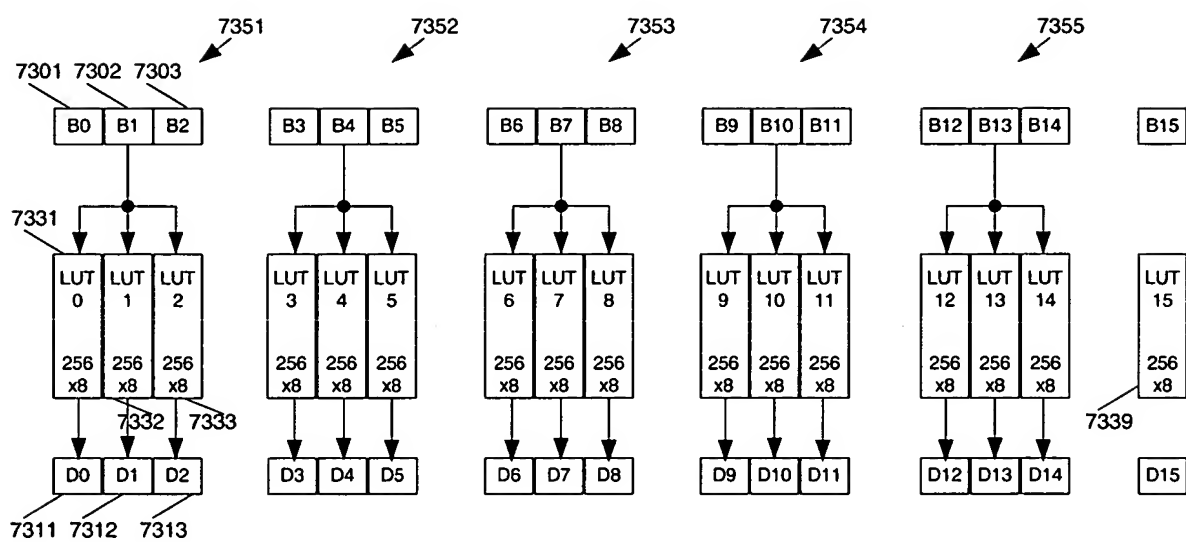 7351 7352 7353 7354 7355
7301 7302 7303
B0 B1 B2 B3 B4 B5 B6 B7 B8 B9 B10 B11 B12 B13 B14 B15
7331
LUT LUT LUT LUT LUT LUT LUT LUT LUT LUT LUT LUT LUT LUT LUT LUT
0 1 2 3 4 5 6 7 8 9 10 11 12 13 14 15
256 256 256 256 256 256 256 256 256 256 256 256 256 256 256 256
x8 x8 x8 x8 x8 x8 x8 x8 x8 x8 x8 x8 x8 x8 x8 x8
7332 7333 7339
D0 D1 D2 D3 D4 D5 D6 D7 D8 D9 D10 D11 D12 D13 D14 D15
7311 7312 7313